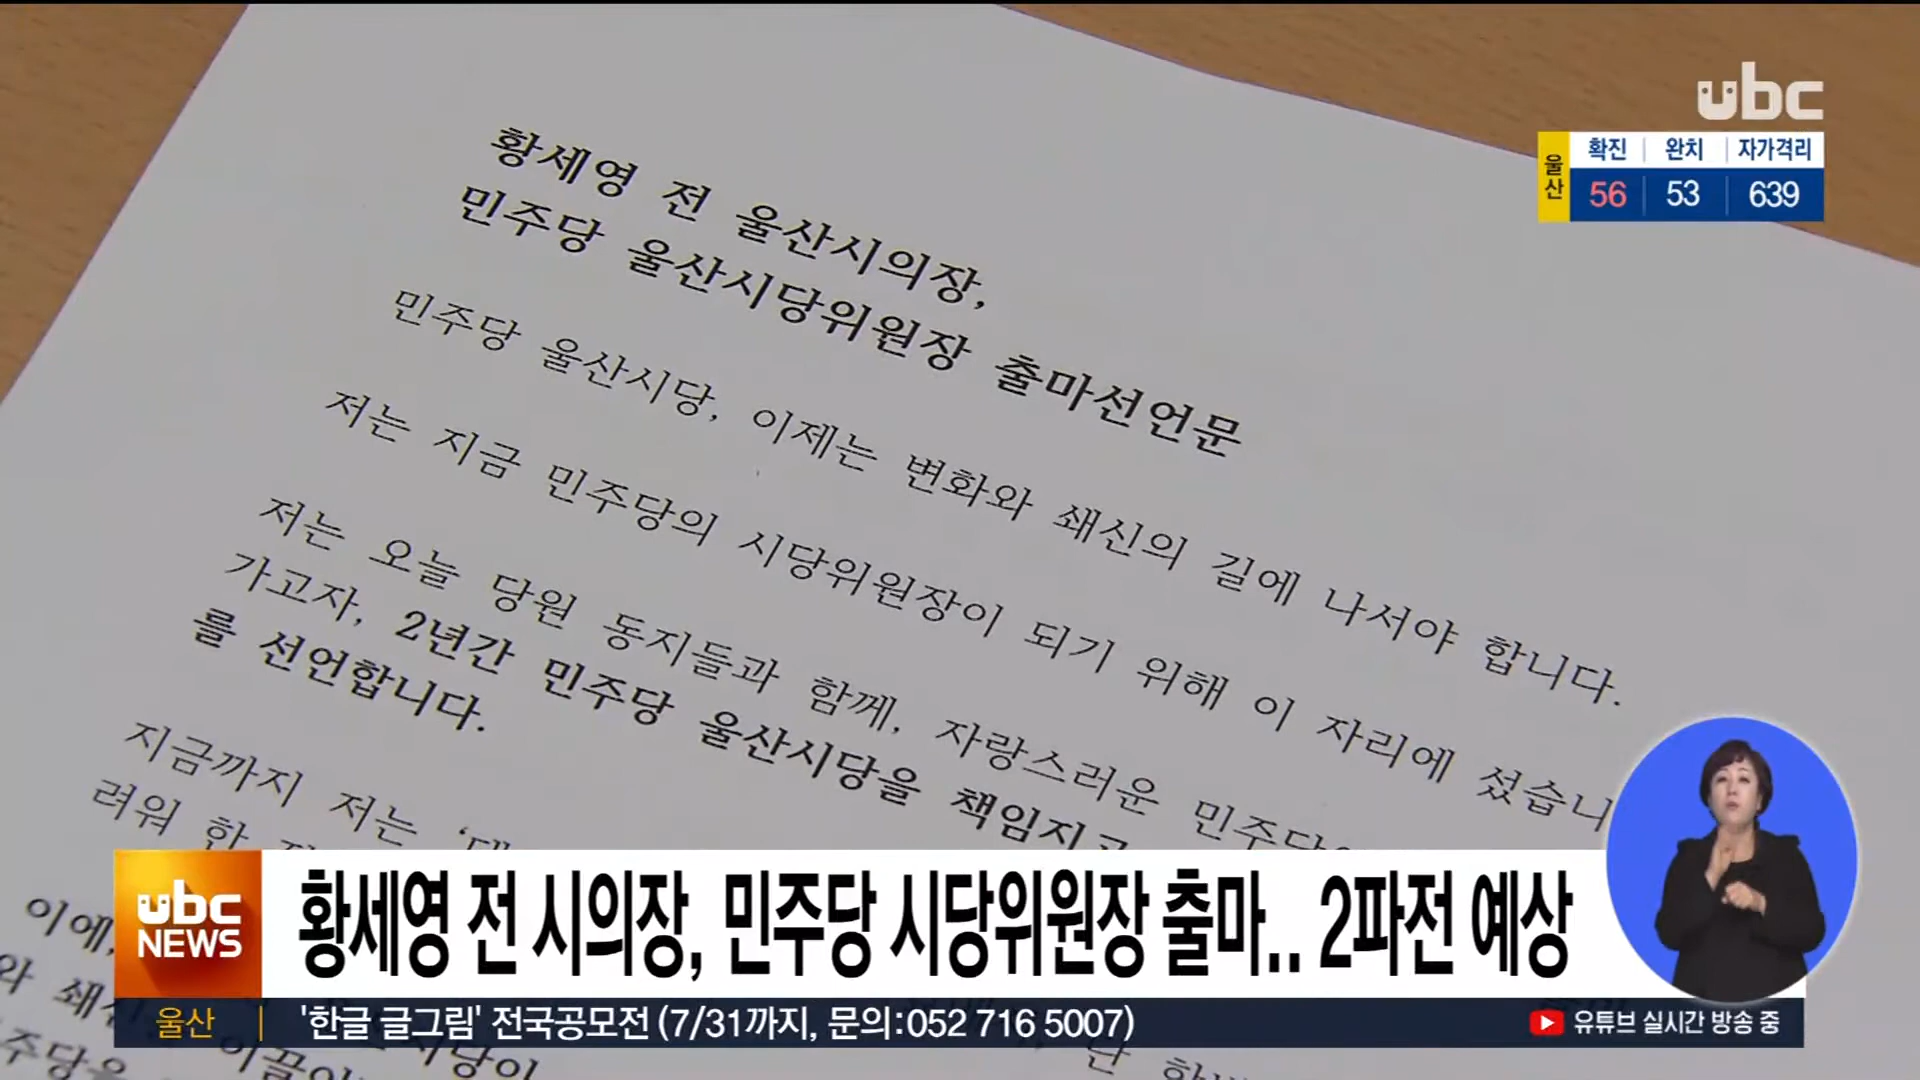 ubc
울산
확진 완치 자가격리
56 53 639
황세영 전 울산시의장,
민주당 울산시당위원장 출마선언문
민주당 울산시당, 이제는 변화와 쇄신의 길에 나서야 합니다.
저는 지금 민주당의 시당위원장이 되기 위해 이 자리에 섰습니
저는 오늘 당원 동지들과 함께, 자랑스러운
가고자, 2년간 민주당 울산시당을 책임지고
를 선언합니다.
지금까지 저는
려워 한
이에,
ubc
NEWS
황세영 전 시의장, 민주당 시당위원장 출마.. 2파전 예상
울산 '한글 글그림' 전국공모전 (7/31까지, 문의:052 716 5007) 유튜브 실시간 방송 중